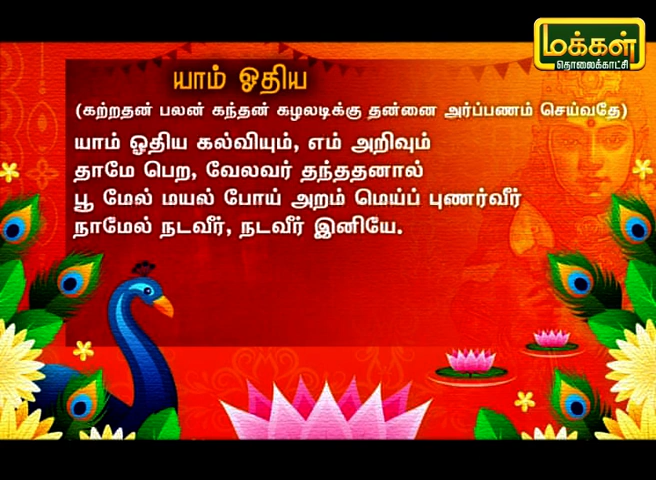 மக்கள்
தொலைக்காட்சி
யாம் ஓதிய
(கற்றதன் பலன் கந்தன் கழலடிக்கு தன்னை அர்ப்பணம் செய்வதே)
யாம் ஓதிய கல்வியும், எம் அறிவும்
தாமே பெற, வேலவர் தந்ததனால்
பூ மேல் மயல் போய் அறம் மெய்ப் புணர்வீர்
நாமேல் நடவீர், நடவீர் இனியே.